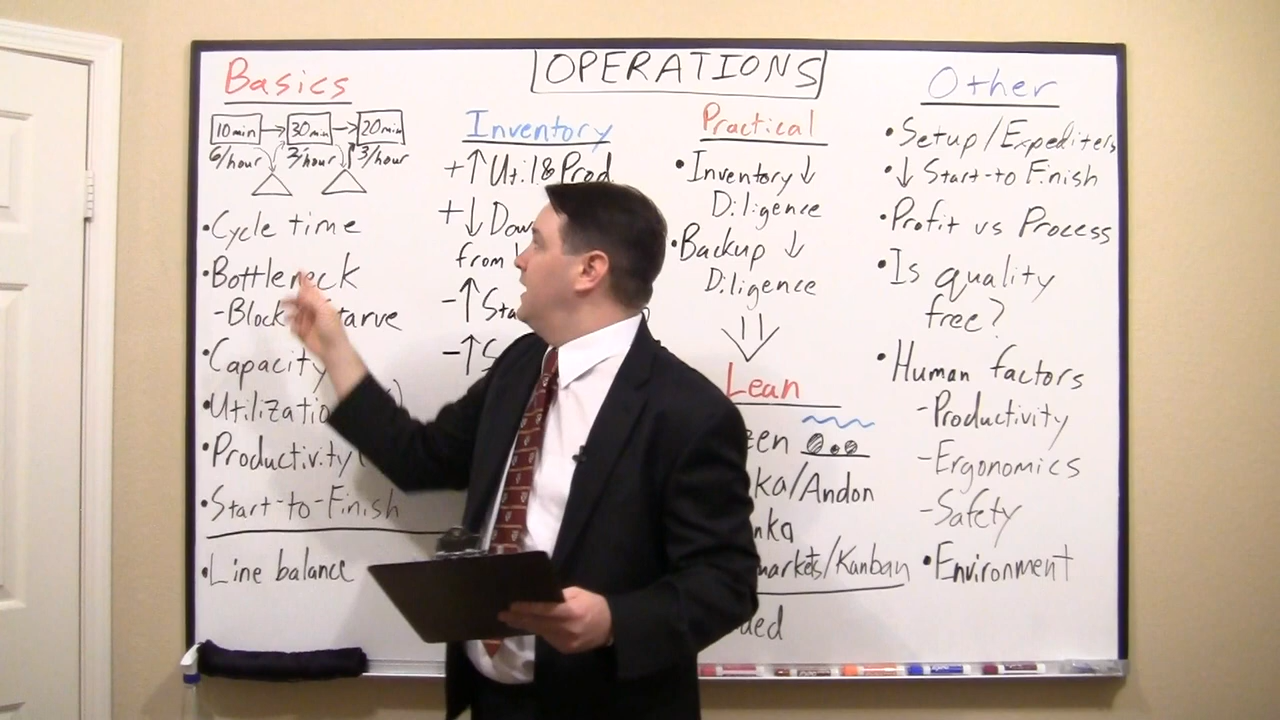 OPERATIONS
Basics
10min → 30min → 20min
6/hour 2/hour 3/hour
• Cycle time
• Bottleneck
- Block Starve
• Capacity
• Utilizatio
• Productivity
• Start-to-Finish
• Line balance
Inventory
+↑ Util & Prod
+↓ Dow
from
-↑ Sta
-↑ S
Practical
• Inventory ↓
Diligence
• Backup ↓
Diligence
Lean
zen
ka/Andon
nka
markets/Kanban
ded
Other
• Setup/Expediters
• ↓ Start-to Finish
• Profit vs Process
• Is quality
free?
• Human factors
- Productivity
- Ergonomics
- Safety
• Environment